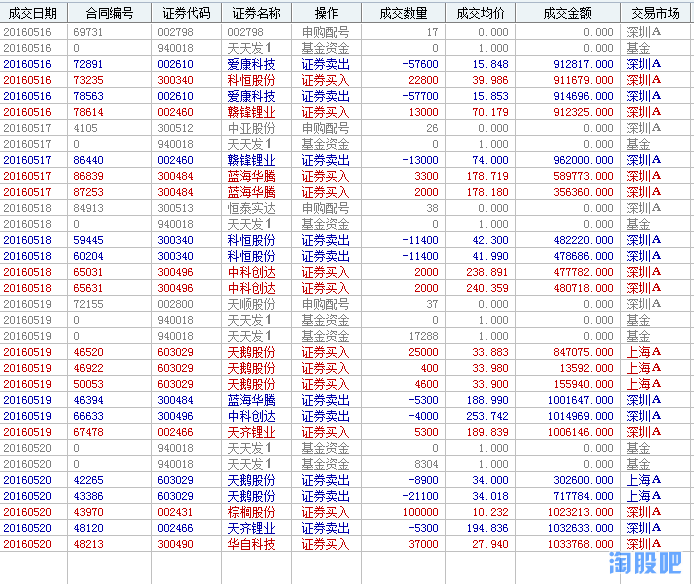 成交日期 合同编号 证券代码 证券名称 操作 成交数量 成交均价 成交金额 交易市场
20160516 69731 002798 002798 申购配号 17 0.000 0.000 深圳A
20160516 0 940018 天天发1 基金资金 0 1.000 0.000 基金
20160516 72891 002610 爱康科技 证券卖出 -57600 15.848 912817.000 深圳A
20160516 73235 300340 科恒股份 证券买入 22800 39.986 911679.000 深圳A
20160516 78563 002610 爱康科技 证券卖出 -57700 15.853 914696.000 深圳A
20160516 78614 002460 赣锋锂业 证券买入 13000 70.179 912325.000 深圳A
20160517 4105 300512 中亚股份 申购配号 26 0.000 0.000 深圳A
20160517 0 940018 天天发1 基金资金 0 1.000 0.000 基金
20160517 86440 002460 赣锋锂业 证券卖出 -13000 74.000 962000.000 深圳A
20160517 86839 300484 蓝海华腾 证券买入 3300 178.719 589773.000 深圳A
20160517 87253 300484 蓝海华腾 证券买入 2000 178.180 356360.000 深圳A
20160518 84913 300513 恒泰实达 申购配号 38 0.000 0.000 深圳A
20160518 0 940018 天天发1 基金资金 0 1.000 0.000 基金
20160518 59445 300340 科恒股份 证券卖出 -11400 42.300 482220.000 深圳A
20160518 60204 300340 科恒股份 证券卖出 -11400 41.990 478686.000 深圳A
20160518 65031 300496 中科创达 证券买入 2000 238.891 477782.000 深圳A
20160518 65631 300496 中科创达 证券买入 2000 240.359 480718.000 深圳A
20160519 72155 002800 天顺股份 申购配号 37 0.000 0.000 深圳A
20160519 0 940018 天天发1 基金资金 0 1.000 0.000 基金
20160519 0 940018 天天发1 基金资金 17288 1.000 0.000 基金
20160519 46520 603029 天鹅股份 证券买入 25000 33.883 847075.000 上海A
20160519 46922 603029 天鹅股份 证券买入 400 33.980 13592.000 上海A
20160519 50053 603029 天鹅股份 证券买入 4600 33.900 155940.000 上海A
20160519 46394 300484 蓝海华腾 证券卖出 -5300 188.990 1001647.000 深圳A
20160519 66633 300496 中科创达 证券卖出 -4000 253.742 1014969.000 深圳A
20160519 67478 002466 天齐锂业 证券买入 5300 189.839 1006146.000 深圳A
20160520 0 940018 天天发1 基金资金 0 1.000 0.000 基金
20160520 0 940018 天天发1 基金资金 8304 1.000 0.000 基金
20160520 42265 603029 天鹅股份 证券卖出 -8900 34.000 302600.000 上海A
20160520 43386 603029 天鹅股份 证券卖出 -21100 34.018 717784.000 上海A
20160520 43970 002431 棕榈股份 证券买入 100000 10.232 1023213.000 深圳A
20160520 48120 002466 天齐锂业 证券卖出 -5300 194.836 1032633.000 深圳A
20160520 48213 300490 华自科技 证券买入 37000 27.940 1033768.000 深圳A
淘股吧